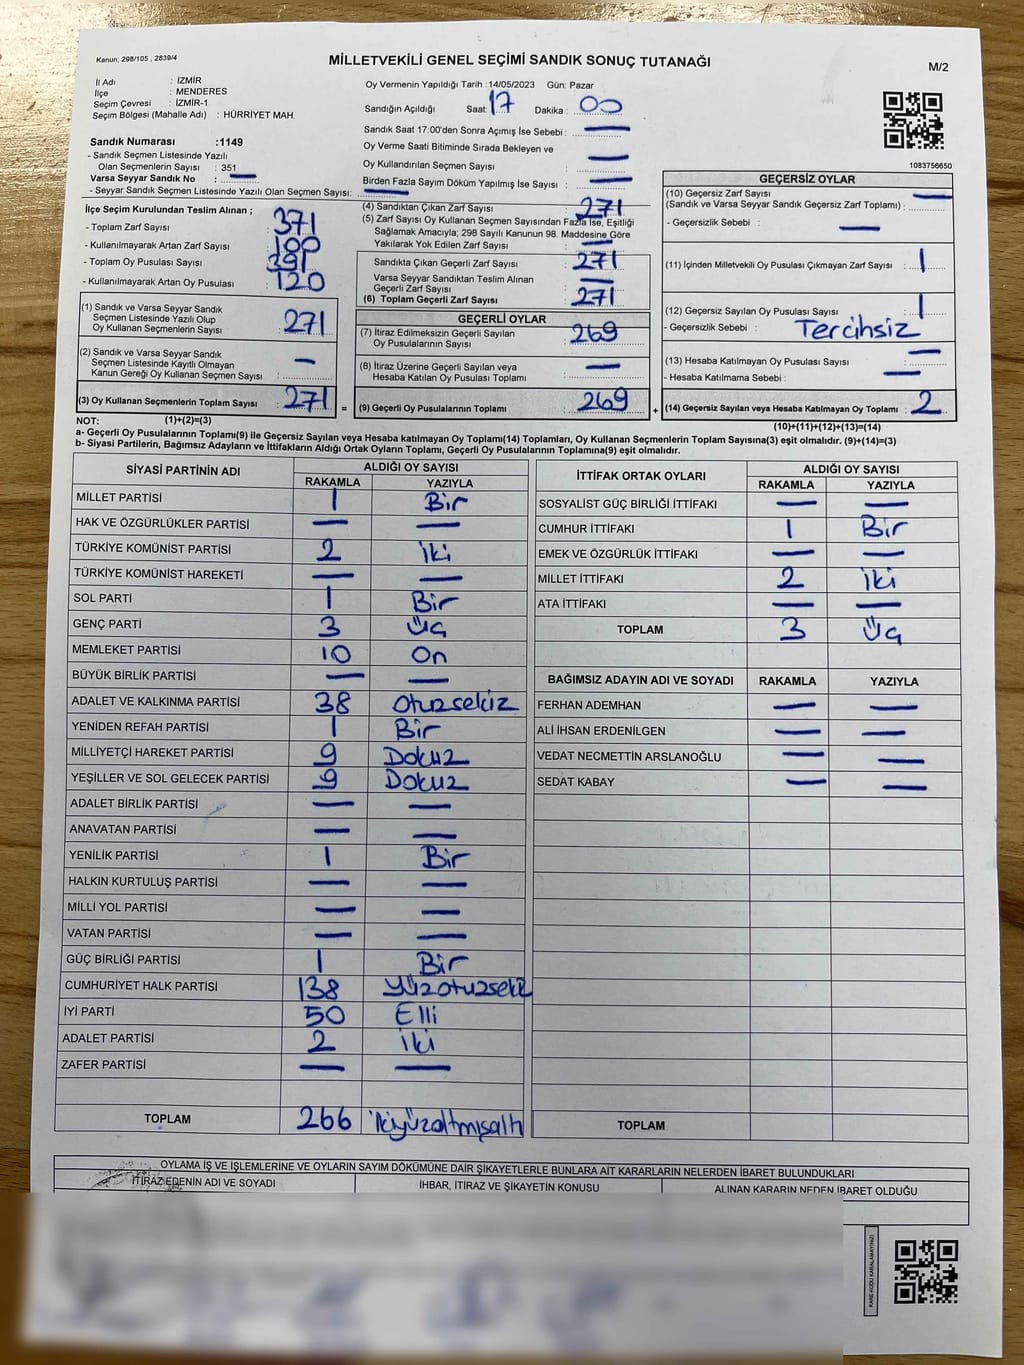 Kanun; 298/105 , 2839/4
MİLLETVEKİLİ GENEL SEÇİMİ SANDIK SONUÇ TUTANAĞI
M/2
İl Adı : İZMİR
İlçe : MENDERES
Seçim Çevresi : İZMİR-1
Seçim Bölgesi (Mahalle Adı) : HÜRRİYET MAH.
Sandık Numarası :1149
- Sandık Seçmen Listesinde Yazılı
Olan Seçmenlerin Sayısı : 351
Varsa Seyyar Sandık No : —
- Seyyar Sandık Seçmen Listesinde Yazılı Olan Seçmen Sayısı: —
Oy Vermenin Yapıldığı Tarih :14/05/2023 Gün: Pazar
Sandığın Açıldığı Saat: 17 Dakika : 00
Sandık Saat 17:00'den Sonra Açımış İse Sebebi : —
Oy Verme Saati Bitiminde Sırada Bekleyen ve
Oy Kullandırılan Seçmen Sayısı : —
Birden Fazla Sayım Döküm Yapılmış İse Sayısı : —
1083756650
İlçe Seçim Kurulundan Teslim Alınan ;
- Toplam Zarf Sayısı : 371
- Kullanılmayarak Artan Zarf Sayısı : 100
- Toplam Oy Pusulası Sayısı : 391
- Kullanılmayarak Artan Oy Pusulası : 120
(1) Sandık ve Varsa Seyyar Sandık
Seçmen Listesinde Yazılı Olup
Oy Kullanan Seçmenlerin Sayısı : 271
(2) Sandık ve Varsa Seyyar Sandık
Seçmen Listesinde Kayıtlı Olmayan
Kanun Gereği Oy Kullanan Seçmen Sayısı : —
(3) Oy Kullanan Seçmenlerin Toplam Sayısı : 271 =
(1)+(2)=(3)
(4) Sandıktan Çıkan Zarf Sayısı : 271
(5) Zarf Sayısı Oy Kullanan Seçmen Sayısından Fazla İse, Eşitliği
Sağlamak Amacıyla; 298 Sayılı Kanunun 98. Maddesine Göre
Yakılarak Yok Edilen Zarf Sayısı : —
Sandıkta Çıkan Geçerli Zarf Sayısı : 271
Varsa Seyyar Sandıktan Teslim Alınan
Geçerli Zarf Sayısı : —
(6) Toplam Geçerli Zarf Sayısı : 271
GEÇERLİ OYLAR
(7) İtiraz Edilmeksizin Geçerli Sayılan
Oy Pusulalarının Sayısı : 269
(8) İtiraz Üzerine Geçerli Sayılan veya
Hesaba Katılan Oy Pusulası Toplamı : —
(9) Geçerli Oy Pusulalarının Toplamı : 269 +
GEÇERSİZ OYLAR
(10) Geçersiz Zarf Sayısı
(Sandık ve Varsa Seyyar Sandık Geçersiz Zarf Toplamı) : —
- Geçersizlik Sebebi : —
(11) İçinden Milletvekili Oy Pusulası Çıkmayan Zarf Sayısı : 1
(12) Geçersiz Sayılan Oy Pusulası Sayısı : 1
- Geçersizlik Sebebi : Tercihsiz
(13) Hesaba Katılmayan Oy Pusulası Sayısı : —
- Hesaba Katılmama Sebebi : —
(14) Geçersiz Sayılan veya Hesaba Katılmayan Oy Toplamı : 2
(10)+(11)+(12)+(13)=(14)
NOT:
a- Geçerli Oy Pusulalarının Toplamı(9) ile Geçersiz Sayılan veya Hesaba katılmayan Oy Toplamı(14) Toplamları, Oy Kullanan Seçmenlerin Toplam Sayısına(3) eşit olmalıdır. (9)+(14)=(3)
b- Siyasi Partilerin, Bağımsız Adayların ve İttifakların Aldığı Ortak Oyların Toplamı, Geçerli Oy Pusulalarının Toplamına(9) eşit olmalıdır.
SİYASİ PARTİNİN ADI ALDIĞI OY SAYISI
RAKAMLA YAZIYLA
MİLLET PARTİSİ 1 Bir
HAK VE ÖZGÜRLÜKLER PARTİSİ — —
TÜRKİYE KOMÜNİST PARTİSİ 2 İki
TÜRKİYE KOMÜNİST HAREKETİ — —
SOL PARTİ 1 Bir
GENÇ PARTİ 3 Üç
MEMLEKET PARTİSİ 10 On
BÜYÜK BİRLİK PARTİSİ — —
ADALET VE KALKINMA PARTİSİ 38 Otuzsekiz
YENİDEN REFAH PARTİSİ 1 Bir
MİLLİYETÇİ HAREKET PARTİSİ 9 Dokuz
YEŞİLLER VE SOL GELECEK PARTİSİ 9 Dokuz
ADALET BİRLİK PARTİSİ — —
ANAVATAN PARTİSİ — —
YENİLİK PARTİSİ 1 Bir
HALKIN KURTULUŞ PARTİSİ — —
MİLLİ YOL PARTİSİ — —
VATAN PARTİSİ — —
GÜÇ BİRLİĞİ PARTİSİ 1 Bir
CUMHURİYET HALK PARTİSİ 138 Yüzotuzsekiz
İYİ PARTİ 50 Elli
ADALET PARTİSİ 2 İki
ZAFER PARTİSİ — —
TOPLAM 266 İkiyüzaltmışaltı
İTTİFAK ORTAK OYLARI ALDIĞI OY SAYISI
RAKAMLA YAZIYLA
SOSYALİST GÜÇ BİRLİĞİ İTTİFAKI — —
CUMHUR İTTİFAKI 1 Bir
EMEK VE ÖZGÜRLÜK İTTİFAKI — —
MİLLET İTTİFAKI 2 İki
ATA İTTİFAKI — —
TOPLAM 3 Üç
BAĞIMSIZ ADAYIN ADI VE SOYADI RAKAMLA YAZIYLA
FERHAN ADEMHAN — —
ALİ İHSAN ERDENİLGEN — —
VEDAT NECMETTİN ARSLANOĞLU — —
SEDAT KABAY — —
TOPLAM
OYLAMA İŞ VE İŞLEMLERİNE VE OYLARIN SAYIM DÖKÜMÜNE DAİR ŞİKAYETLERLE BUNLARA AİT KARARLARIN NELERDEN İBARET BULUNDUKLARI
İTİRAZ EDENİN ADI VE SOYADI İHBAR, İTİRAZ VE ŞİKAYETİN KONUSU ALINAN KARARIN NEDEN İBARET OLDUĞU
KARE KODU KARALAMAYINIZ!